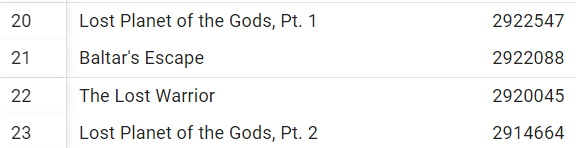 20 Lost Planet of the Gods, Pt. 1 2922547
21 Baltar's Escape 2922088
22 The Lost Warrior 2920045
23 Lost Planet of the Gods, Pt. 2 2914664